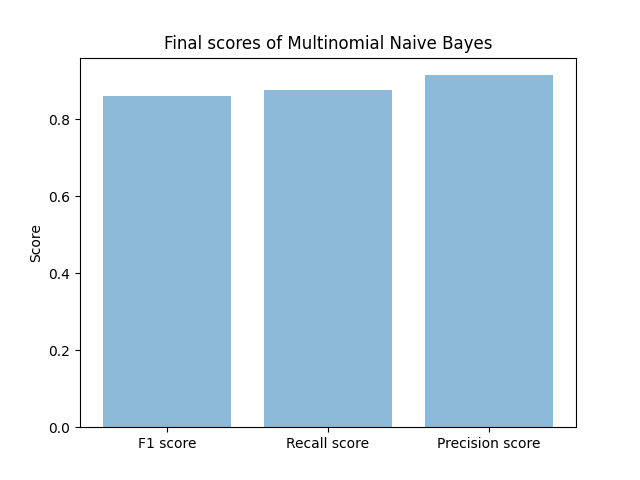 Final scores of Multinomial Naive Bayes
0.8
0.6
0.4
0.2
0.0
Score
F1 score
Recall score
Precision score